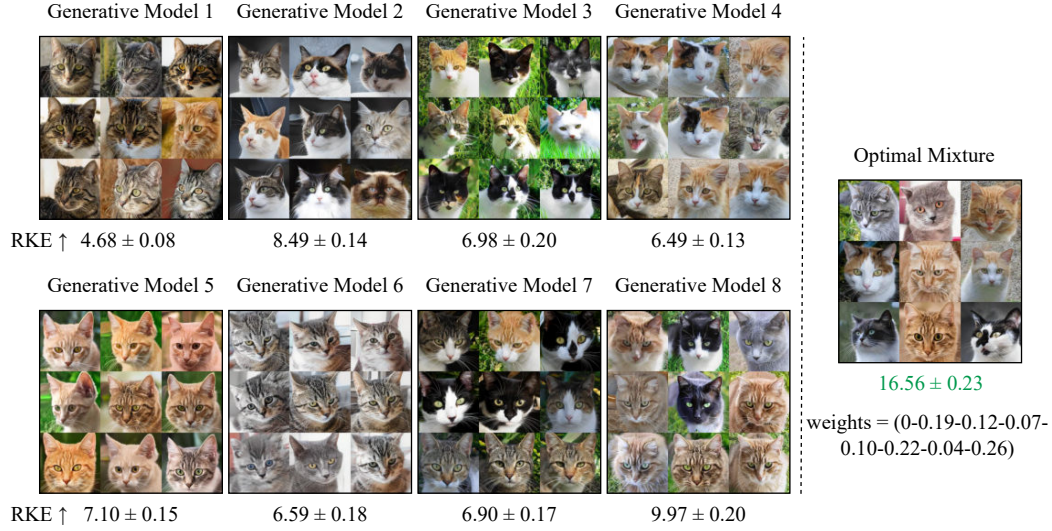 Generative Model 1
Generative Model 2
Generative Model 3
Generative Model 4
RKE ↑ 4.68 ± 0.08
8.49 ± 0.14
6.98 ± 0.20
6.49 ± 0.13
Generative Model 5
Generative Model 6
Generative Model 7
Generative Model 8
RKE ↑ 7.10 ± 0.15
6.59 ± 0.18
6.90 ± 0.17
9.97 ± 0.20
Optimal Mixture
16.56 ± 0.23
weights = (0-0.19-0.12-0.07-
0.10-0.22-0.04-0.26)